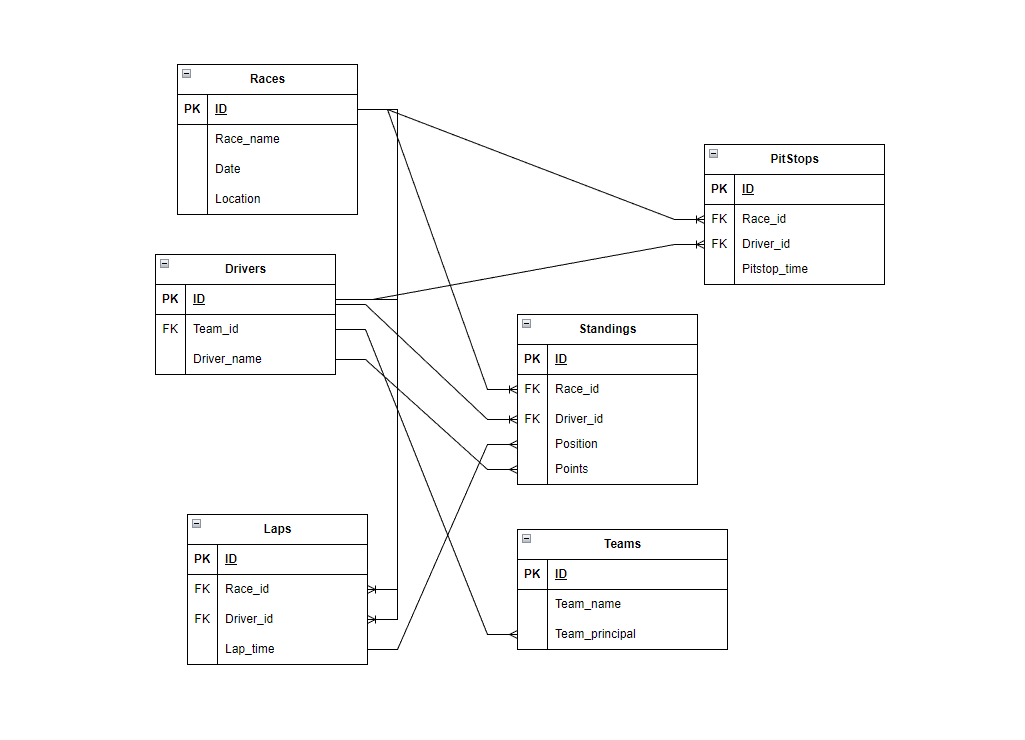 Races
PK ID
Race_name
Date
Location
PitStops
PK ID
FK Race_id
FK Driver_id
Pitstop_time
Drivers
PK ID
FK Team_id
Driver_name
Standings
PK ID
FK Race_id
FK Driver_id
Position
Points
Laps
PK ID
FK Race_id
FK Driver_id
Lap_time
Teams
PK ID
Team_name
Team_principal